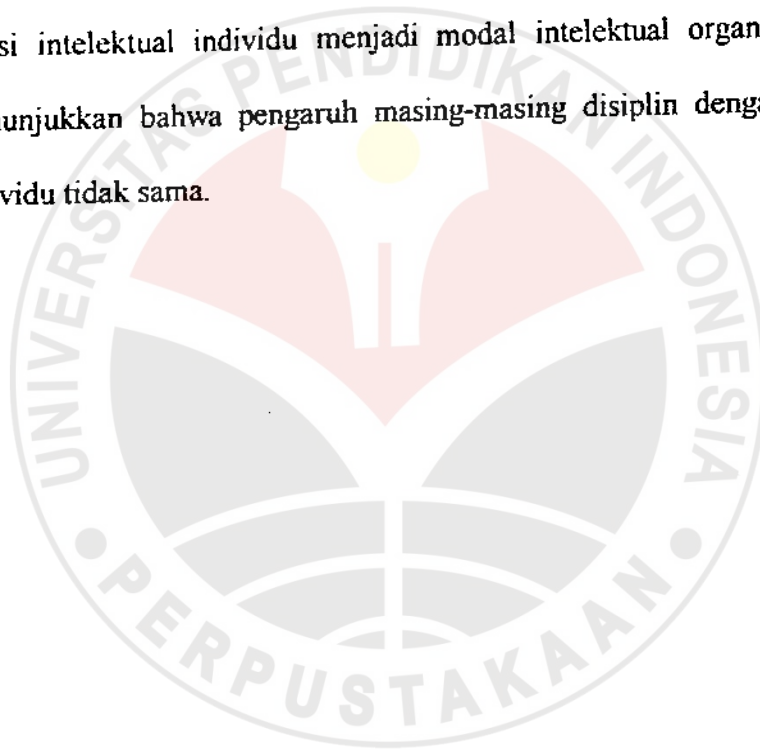 si intelektual individu menjadi modal intelektual organ
unjukkan bahwa pengaruh masing-masing disiplin denga
vidu tidak sama.
UNIVERSITAS PENDIDIKAN INDONESIA
PERPUSTAKAAN